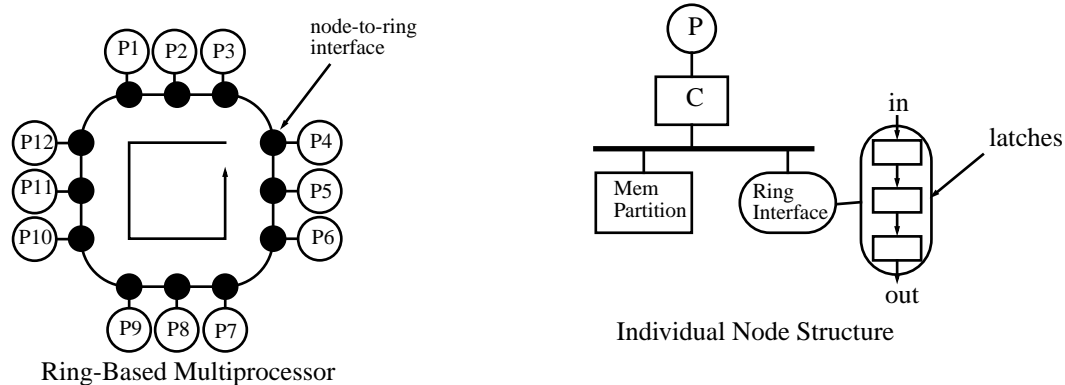 P1
P2
P3
node-to-ring
interface
P12
P4
P11
P5
P10
P6
P9
P8
P7
Ring-Based Multiprocessor
P
C
in
latches
Mem
Partition
Ring
Interface
out
Individual Node Structure